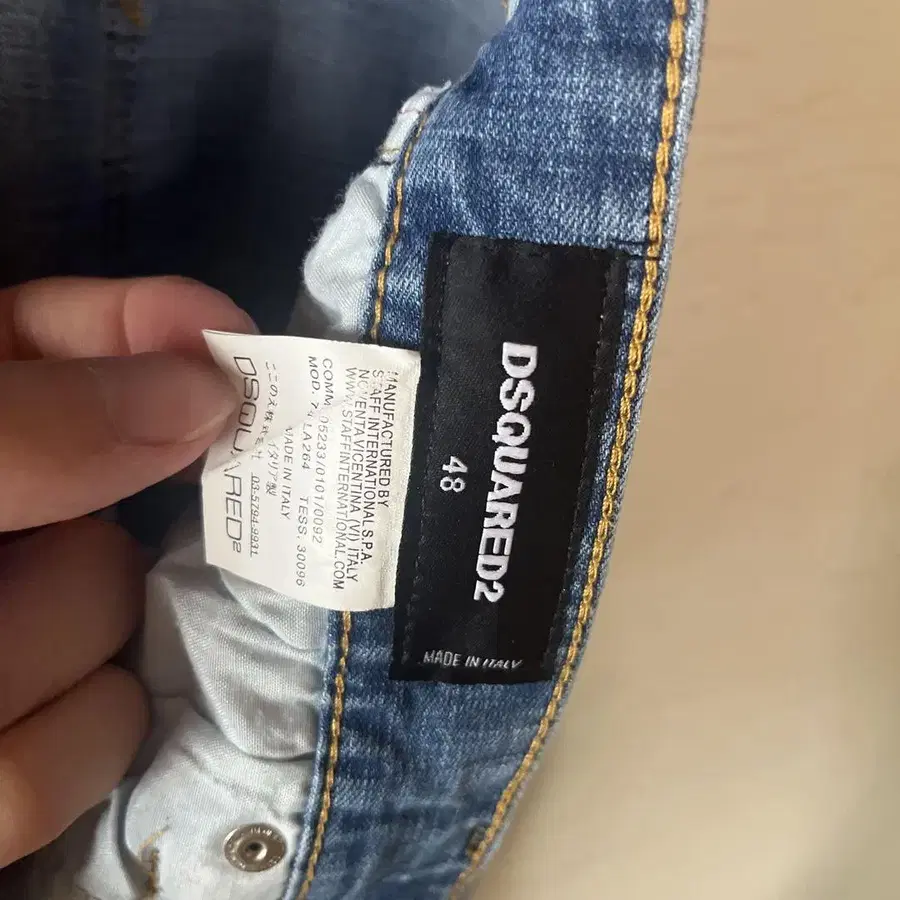 DSQUARED2
48
MADE IN ITALY
MANUFACTURED BY
STAFF INTERNATIONAL S.P.A.
NOVENTA VICENTINA (VI) ITALY
WWW.STAFFINTERNATIONAL.COM
COMM. 05233/0101/0092
LA264 TESS. 30096
MADE IN ITALY
イタリア製
03-5794-9931
DSQUARED2